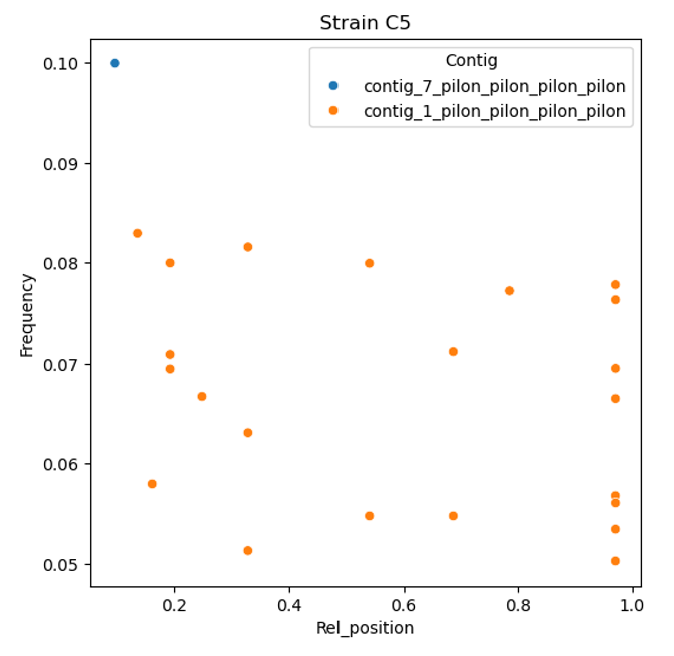 Strain C5
Contig
contig_7_pilon_pilon_pilon_pilon
contig_1_pilon_pilon_pilon_pilon
0.10
0.09
0.08
0.07
0.06
0.05
Frequency
0.2 0.4 0.6 0.8 1.0
Rel_position